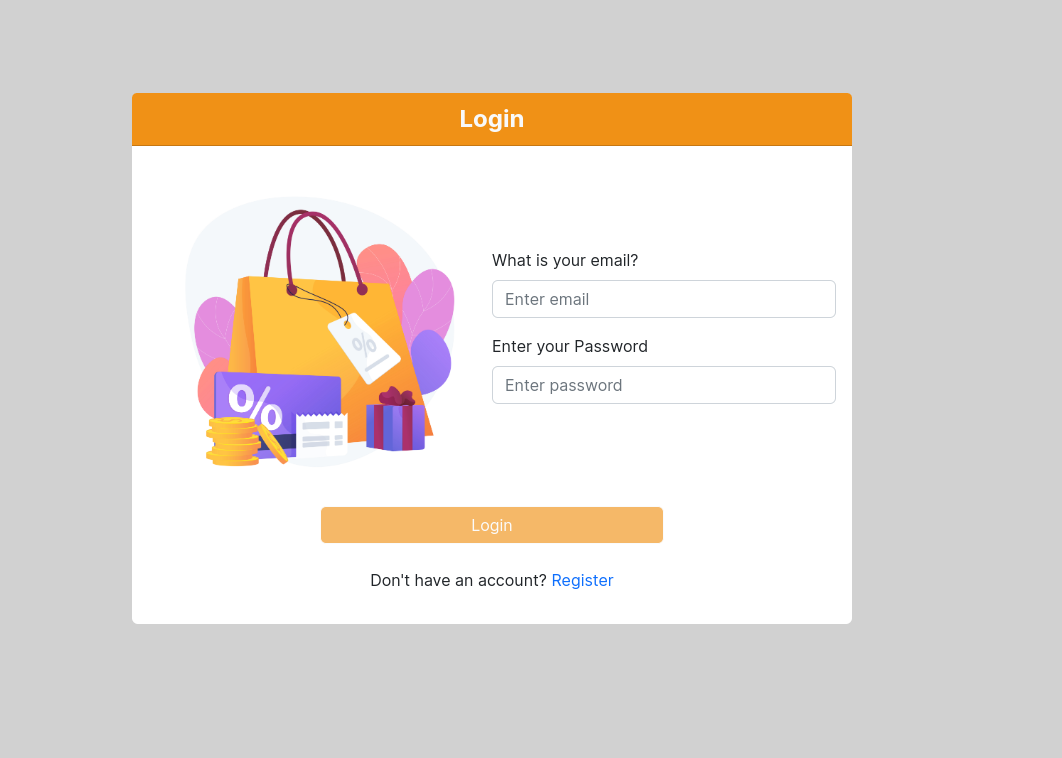 Login
What is your email?
Enter email
Enter your Password
Enter password
%
%
Login
Don't have an account? Register